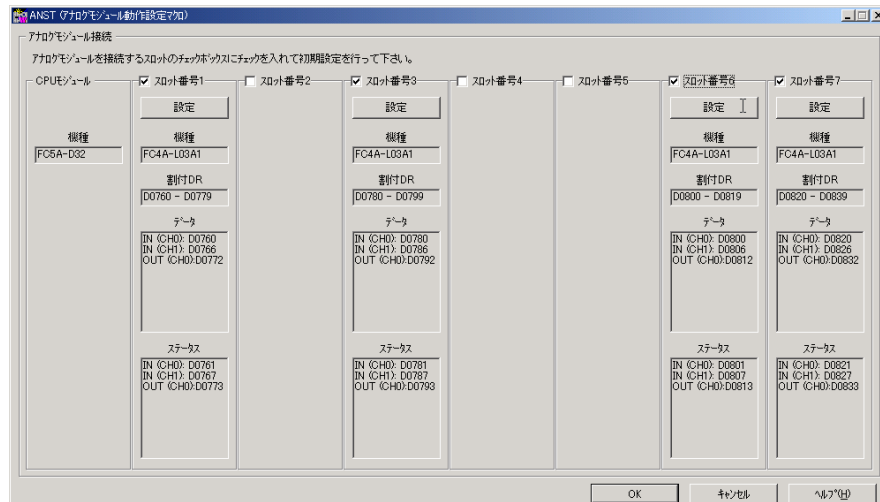 ANST (アナログモジュール動作設定マクロ)
アナログモジュール接続
アナログモジュールを接続するスロットのチェックボックスにチェックを入れて初期設定を行って下さい。
CPUモジュール
スロット番号1
スロット番号2
スロット番号3
スロット番号4
スロット番号5
スロット番号6
スロット番号7
設定
設定
設定
設定
機種
機種
機種
機種
機種
FC5A-D32
FC4A-L03A1
FC4A-L03A1
FC4A-L03A1
FC4A-L03A1
割付DR
割付DR
割付DR
割付DR
D0760 - D0779
D0780 - D0799
D0800 - D0819
D0820 - D0839
データ
データ
データ
データ
IN (CH0): D0760
IN (CH1): D0766
OUT (CH0):D0772
IN (CH0): D0780
IN (CH1): D0786
OUT (CH0):D0792
IN (CH0): D0800
IN (CH1): D0806
OUT (CH0):D0812
IN (CH0): D0820
IN (CH1): D0826
OUT (CH0):D0832
ステータス
ステータス
ステータス
ステータス
IN (CH0): D0761
IN (CH1): D0767
OUT (CH0):D0773
IN (CH0): D0781
IN (CH1): D0787
OUT (CH0):D0793
IN (CH0): D0801
IN (CH1): D0807
OUT (CH0):D0813
IN (CH0): D0821
IN (CH1): D0827
OUT (CH0):D0833
OK
キャンセル
ヘルプ(H)